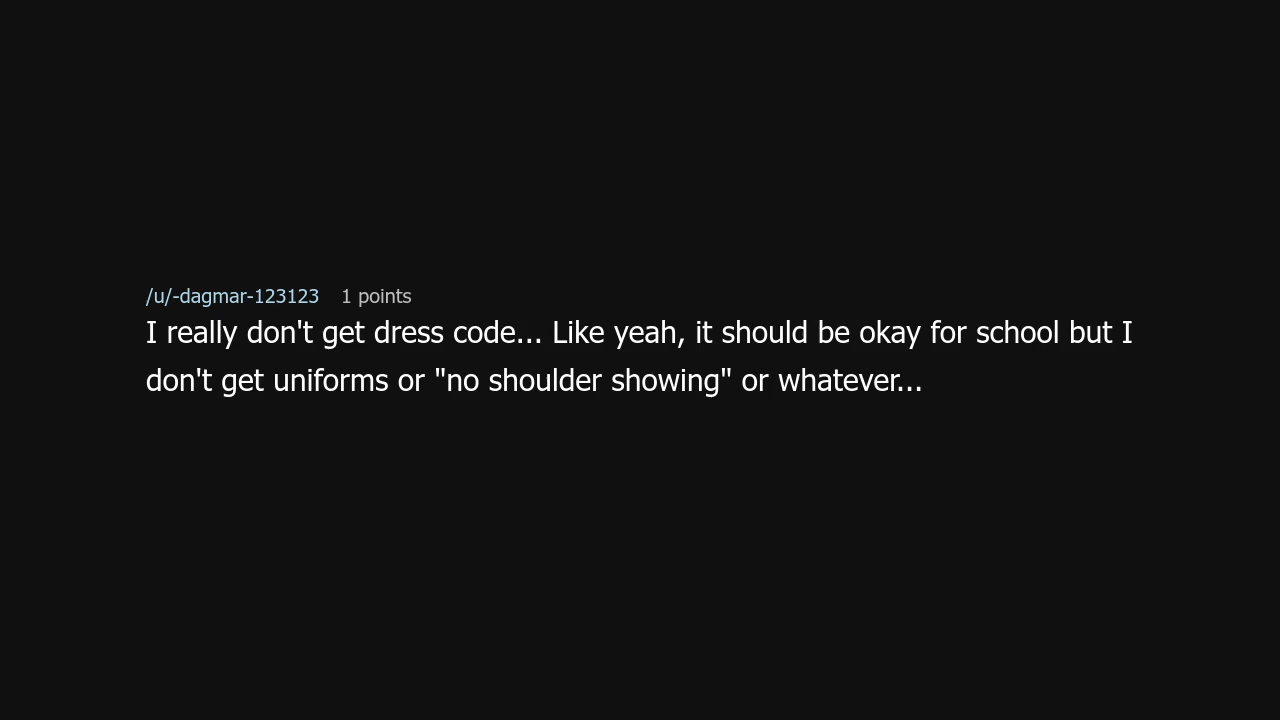 /u/-dagmar-123123 1 points
I really don't get dress code... Like yeah, it should be okay for school but I
don't get uniforms or "no shoulder showing" or whatever...